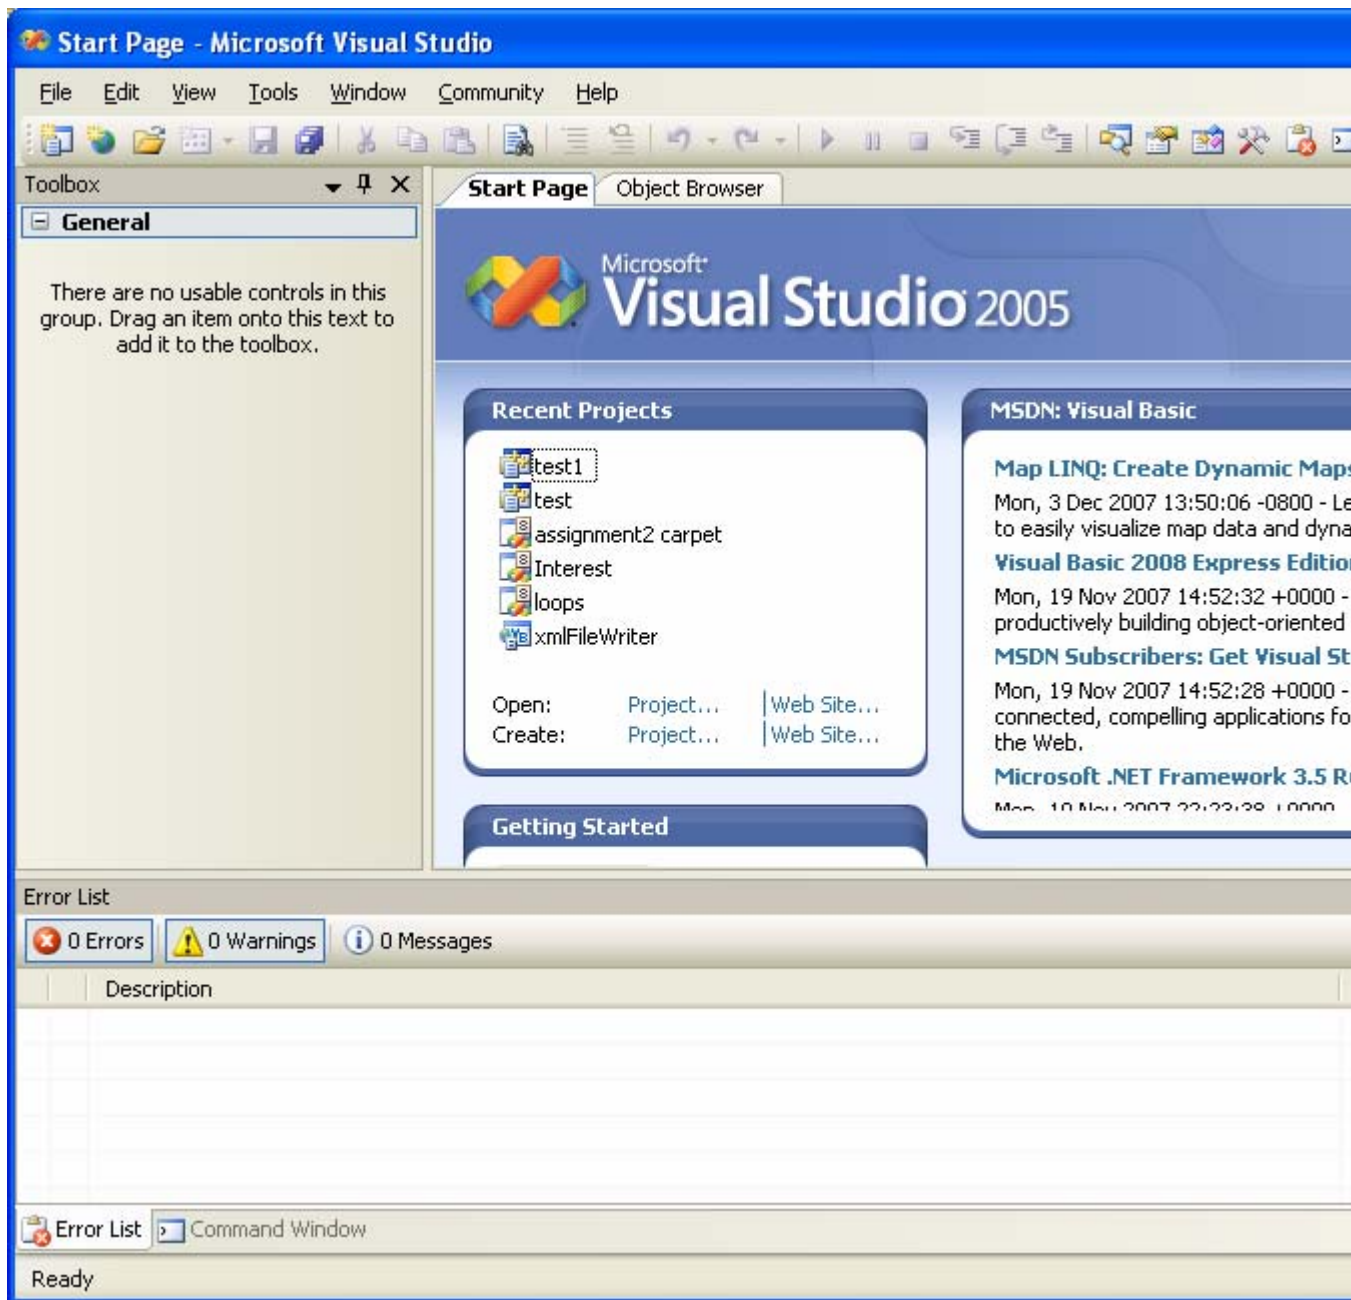 Start Page - Microsoft Visual Studio
File Edit View Tools Window Community Help
Toolbox
General
There are no usable controls in this
group. Drag an item onto this text to
add it to the toolbox.
Start Page Object Browser
Microsoft
Visual Studio 2005
Recent Projects
test1
test
assignment2 carpet
Interest
loops
xmlFileWriter
Open: Project... Web Site...
Create: Project... Web Site...
Getting Started
MSDN: Visual Basic
Map LINQ: Create Dynamic Maps
Mon, 3 Dec 2007 13:50:06 -0800 - Le
to easily visualize map data and dyna
Visual Basic 2008 Express Edition
Mon, 19 Nov 2007 14:52:32 +0000 -
productively building object-oriented
MSDN Subscribers: Get Visual St
Mon, 19 Nov 2007 14:52:28 +0000 -
connected, compelling applications fo
the Web.
Microsoft .NET Framework 3.5 R
Error List
0 Errors 0 Warnings 0 Messages
Description
Error List Command Window
Ready